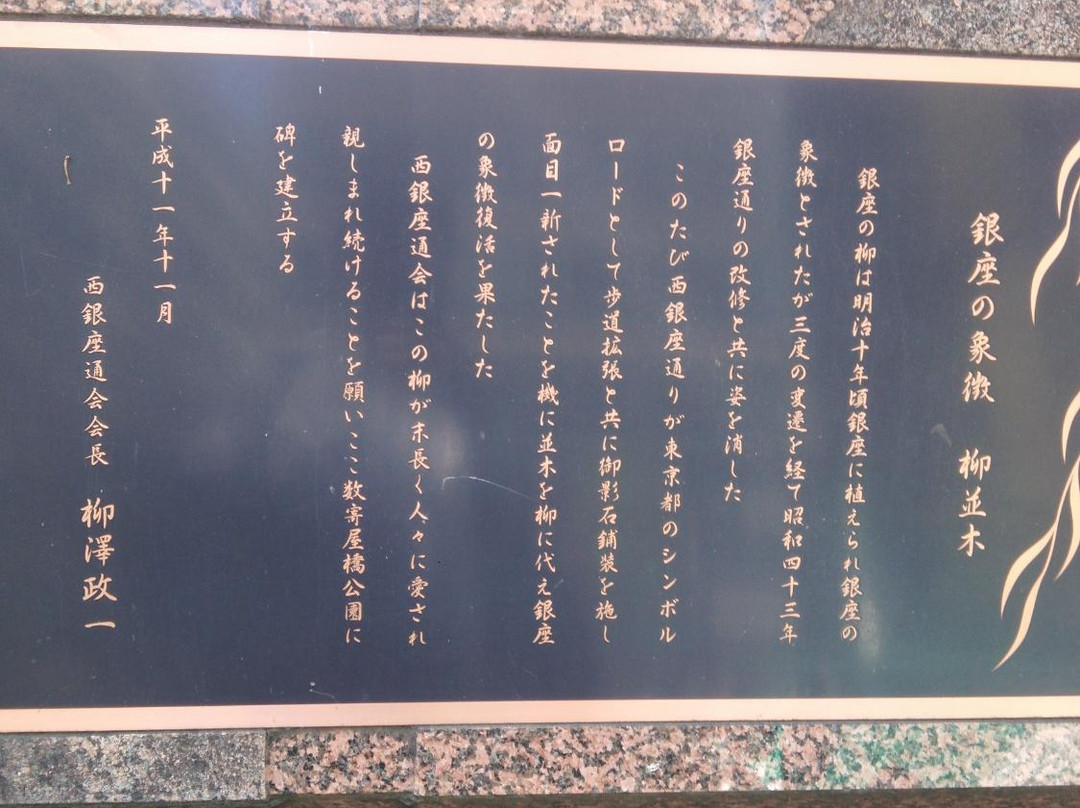 銀座の象徴　柳並木
銀座の柳は明治十年頃銀座に植えられ銀座の
象徴とされたが三度の変遷を経て昭和四十三年
銀座通りの改修と共に姿を消した
このたび西銀座通りが東京都のシンボル
ロードとして歩道拡張と共に御影石舗装を施し
面目一新されたことを機に並木を柳に代え銀座
の象徴復活を果たした
西銀座通会はこの柳が末長く人々に愛され
親しまれ続けることを願いここ数寄屋橋公園に
碑を建立する
平成十一年十一月
西銀座通会会長　柳澤政一